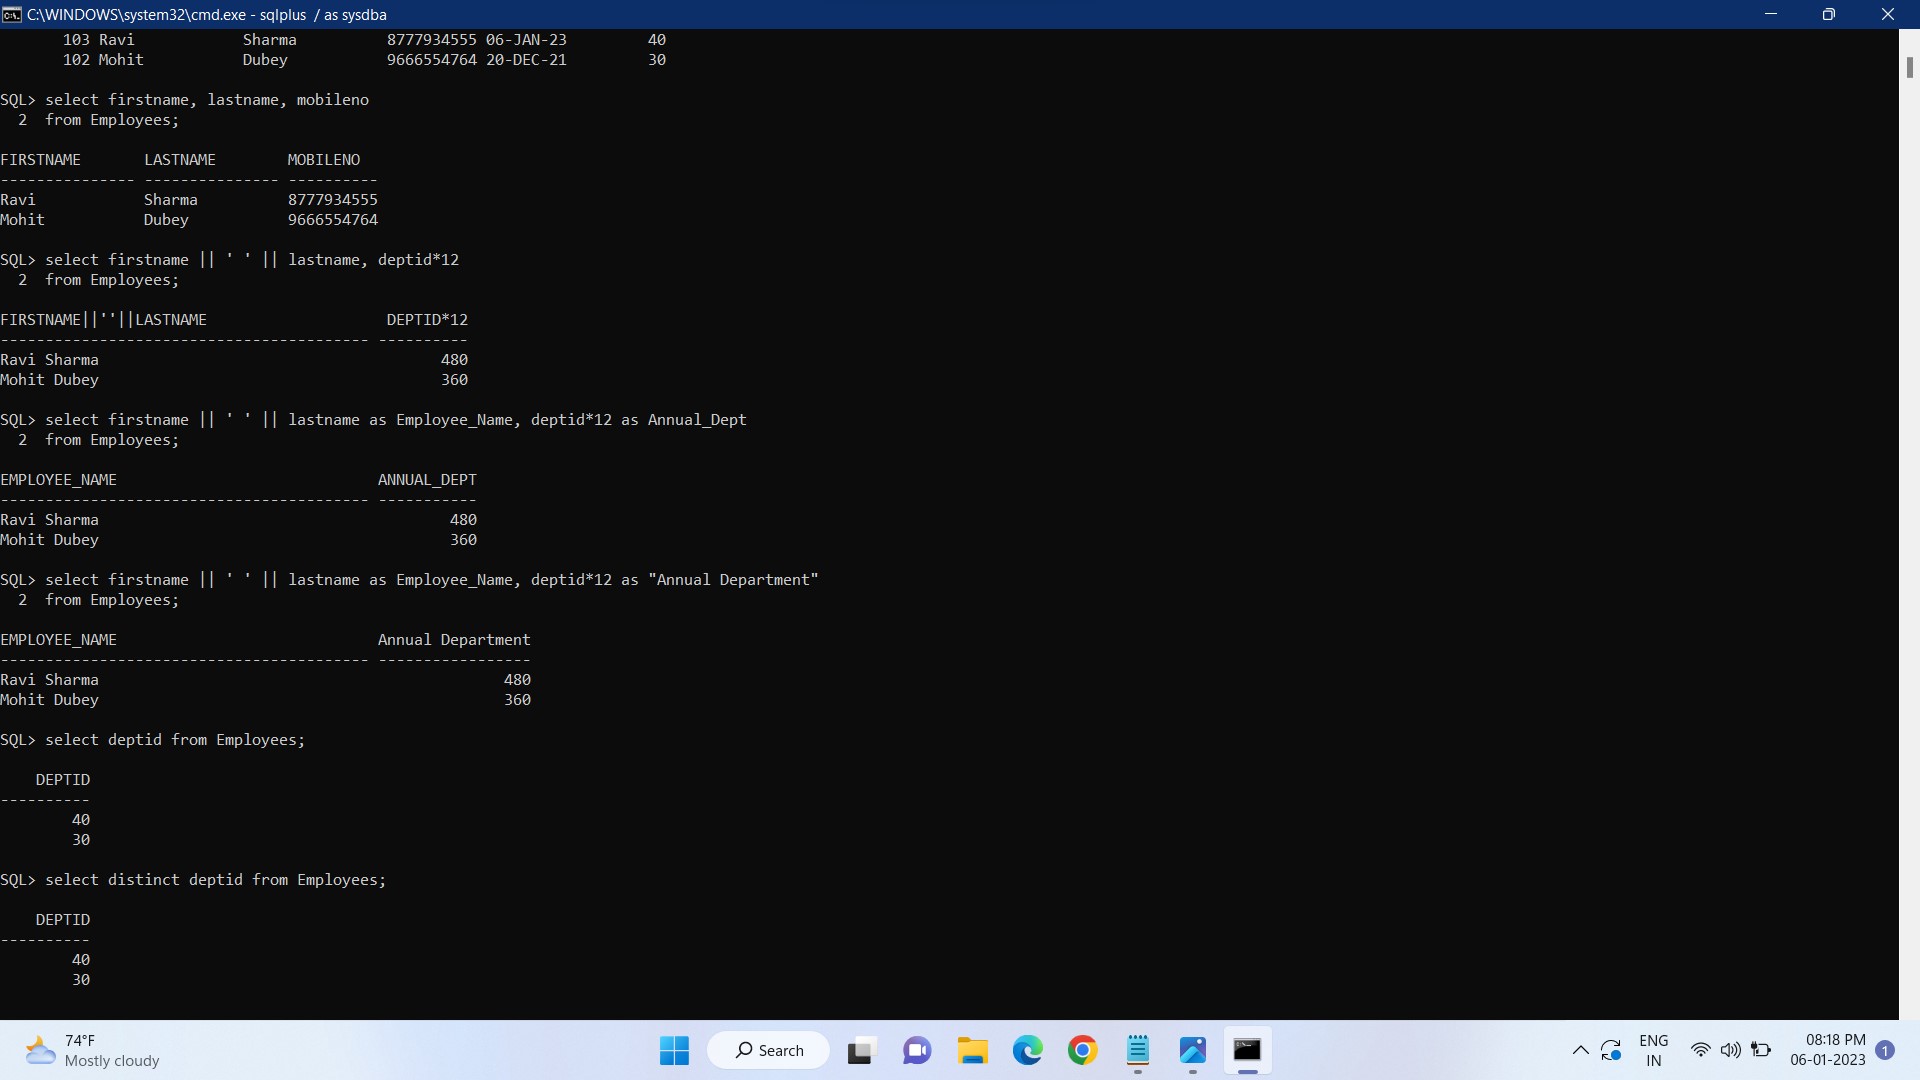 C:\WINDOWS\system32\cmd.exe - sqlplus  / as sysdba
       103 Ravi            Sharma          8777934555 06-JAN-23         40
       102 Mohit           Dubey           9666554764 20-DEC-21         30
SQL> select firstname, lastname, mobileno
  2  from Employees;
FIRSTNAME       LASTNAME        MOBILENO
--------------- --------------- ----------
Ravi            Sharma          8777934555
Mohit           Dubey           9666554764
SQL> select firstname || ' ' || lastname, deptid*12
  2  from Employees;
FIRSTNAME||''||LASTNAME                    DEPTID*12
----------------------------------------- ----------
Ravi Sharma                                      480
Mohit Dubey                                      360
SQL> select firstname || ' ' || lastname as Employee_Name, deptid*12 as Annual_Dept
  2  from Employees;
EMPLOYEE_NAME                             ANNUAL_DEPT
----------------------------------------- -----------
Ravi Sharma                                       480
Mohit Dubey                                       360
SQL> select firstname || ' ' || lastname as Employee_Name, deptid*12 as "Annual Department"
  2  from Employees;
EMPLOYEE_NAME                             Annual Department
----------------------------------------- -----------------
Ravi Sharma                                             480
Mohit Dubey                                             360
SQL> select deptid from Employees;
    DEPTID
----------
        40
        30
SQL> select distinct deptid from Employees;
    DEPTID
----------
        40
        30
74°F
Mostly cloudy
Search
ENG
IN
08:18 PM
06-01-2023
1